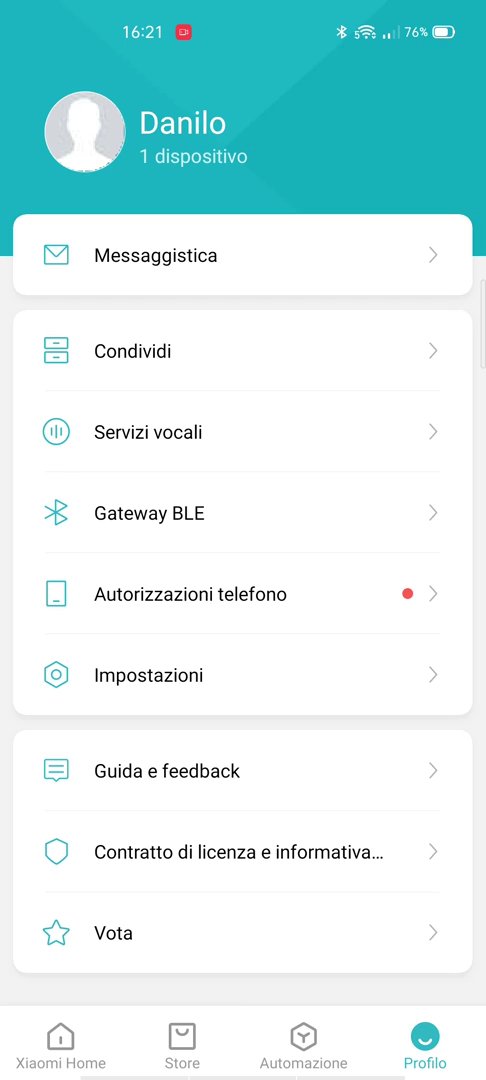 16:21
5
76%
Danilo
1 dispositivo
Messaggistica
Condividi
Servizi vocali
Gateway BLE
Autorizzazioni telefono
Impostazioni
Guida e feedback
Contratto di licenza e informativa...
Vota
Xiaomi Home
Store
Automazione
Profilo